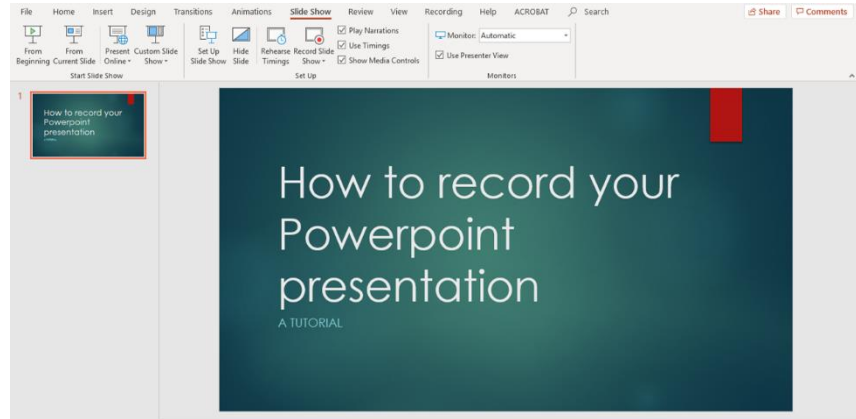 File Home Insert Design Transitions Animations Slide Show Review View Recording Help ACROBAT Search Share Comments
From Beginning
From Current Slide
Present Online
Custom Slide Show
Start Slide Show
Set Up Slide Show
Hide Slide
Rehearse Timings
Record Slide Show
Play Narrations
Use Timings
Show Media Controls
Set Up
Monitor: Automatic
Use Presenter View
Monitors
1
How to record your
Powerpoint
presentation
How to record your
Powerpoint
presentation
A TUTORIAL